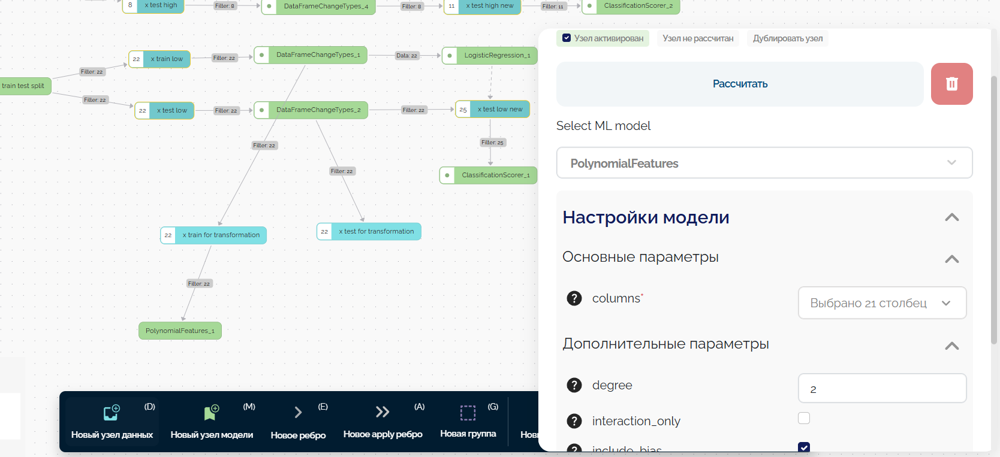 8 x test high
Filter: 8
DataFrameChangeTypes_4
Filter: 8
11 x test high new
Filter: 11
ClassificationScorer_2
train test split
Filter: 22
22 x train low
Filter: 22
DataFrameChangeTypes_1
Data: 22
LogisticRegression_1
Filter: 22
22 x test low
Filter: 22
DataFrameChangeTypes_2
Filter: 22
25 x test low new
Filter: 22
Filter: 22
Filter: 25
ClassificationScorer_1
22 x train for transformation
22 x test for transformation
Filter: 22
PolynomialFeatures_1
Узел активирован
Узел не рассчитан
Дублировать узел
Рассчитать
Select ML model
PolynomialFeatures
Настройки модели
Основные параметры
? columns*
Выбрано 21 столбец
Дополнительные параметры
? degree
2
? interaction_only
? include_bias
(D)
Новый узел данных
(M)
Новый узел модели
(E)
Новое ребро
(A)
Новое apply ребро
(G)
Новая группа